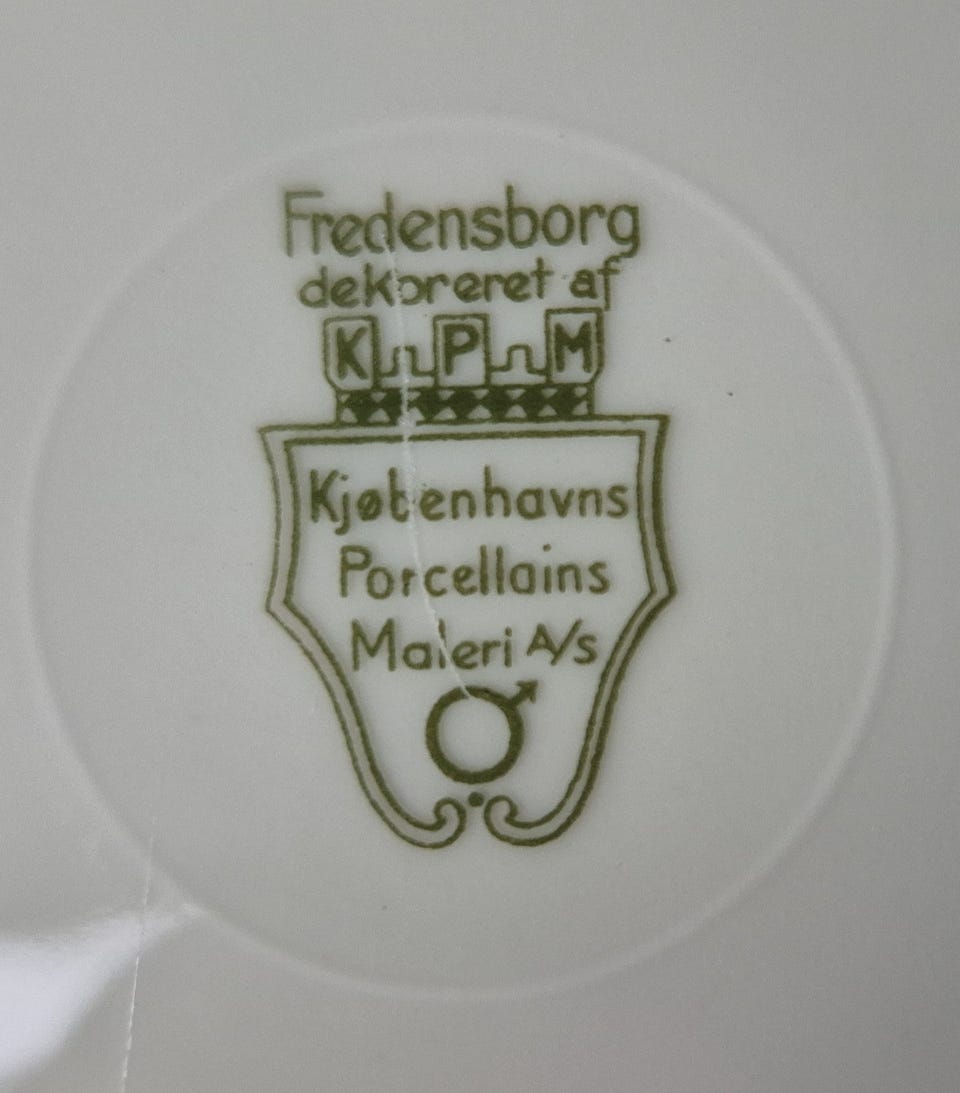 Fredensborg
dekoreret af
K P M
Kjøbenhavns
Porcellains
Maleri A/s